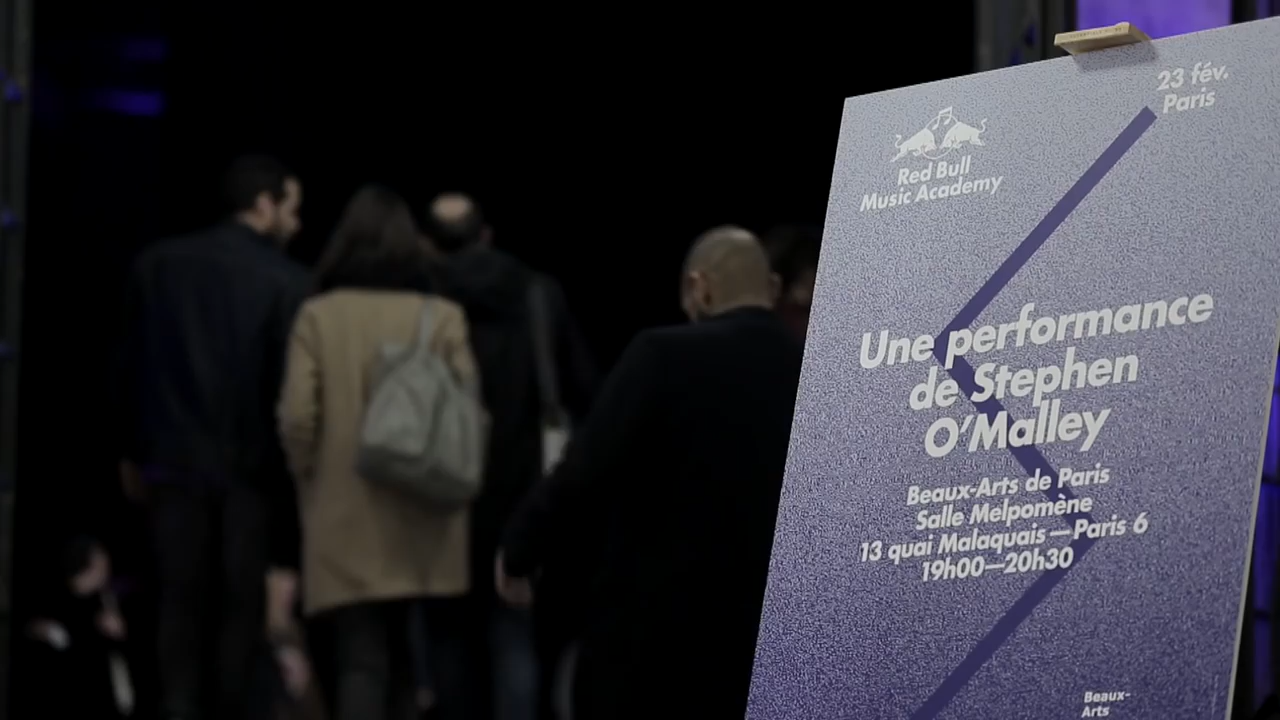 23 fév.
Paris
Red Bull
Music Academy
Une performance
de Stephen
O'Malley
Beaux-Arts de Paris
Salle Melpomène
13 quai Malaquais—Paris 6
19h00—20h30
Beaux-
Arts